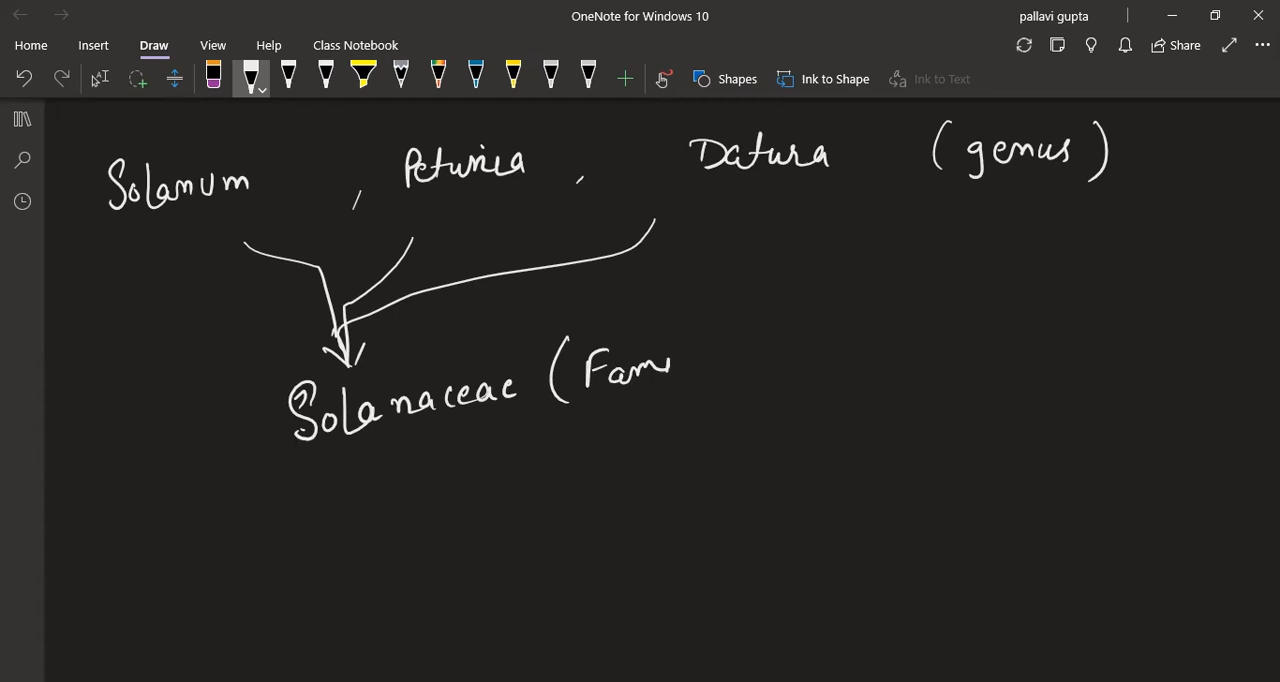 OneNote for Windows 10
pallavi gupta
Home Insert Draw View Help Class Notebook
Share
Shapes Ink to Shape Ink to Text
Solanum , Petunia , Datura (genus)
Solanaceae (Fam